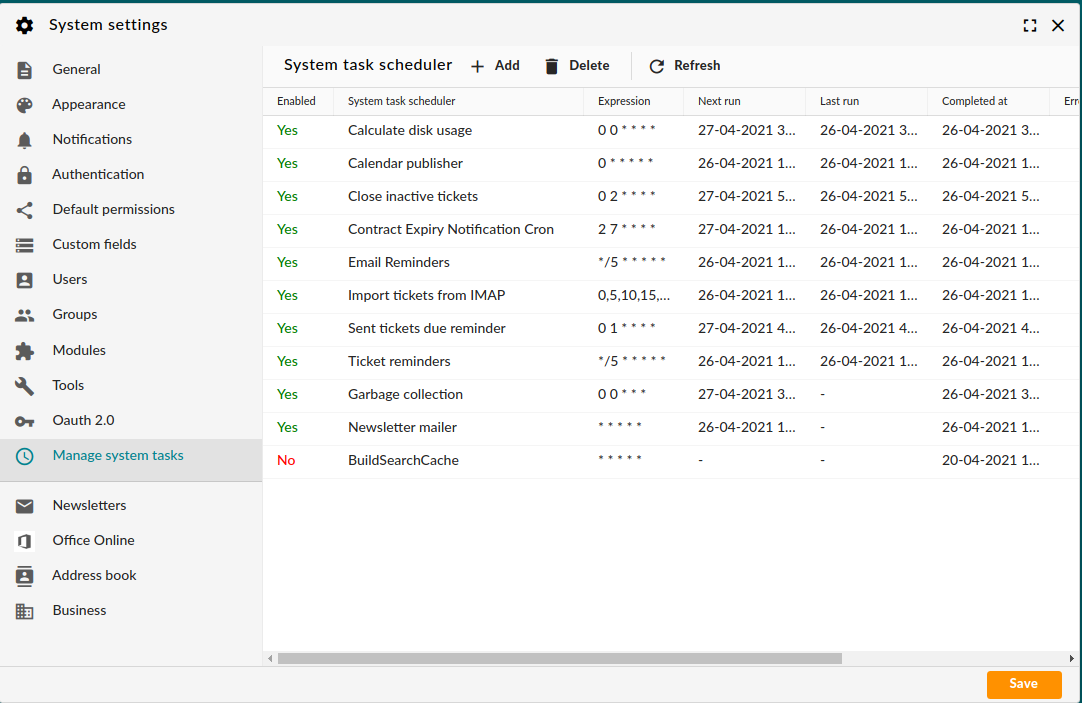 System settings
General
Appearance
Notifications
Authentication
Default permissions
Custom fields
Users
Groups
Modules
Tools
Oauth 2.0
Manage system tasks
Newsletters
Office Online
Address book
Business
System task scheduler Add Delete Refresh
Enabled System task scheduler Expression Next run Last run Completed at Err
Yes Calculate disk usage 0 0 * * * * 27-04-2021 3... 26-04-2021 3... 26-04-2021 3...
Yes Calendar publisher 0 * * * * * 26-04-2021 1... 26-04-2021 1... 26-04-2021 1...
Yes Close inactive tickets 0 2 * * * * 27-04-2021 5... 26-04-2021 5... 26-04-2021 5...
Yes Contract Expiry Notification Cron 2 7 * * * * 27-04-2021 1... 26-04-2021 1... 26-04-2021 1...
Yes Email Reminders */5 * * * * * 26-04-2021 1... 26-04-2021 1... 26-04-2021 1...
Yes Import tickets from IMAP 0,5,10,15,... 26-04-2021 1... 26-04-2021 1... 26-04-2021 1...
Yes Sent tickets due reminder 0 1 * * * * 27-04-2021 4... 26-04-2021 4... 26-04-2021 4...
Yes Ticket reminders */5 * * * * * 26-04-2021 1... 26-04-2021 1... 26-04-2021 1...
Yes Garbage collection 0 0 * * * 27-04-2021 3... - 26-04-2021 3...
Yes Newsletter mailer * * * * * 26-04-2021 1... - 26-04-2021 1...
No BuildSearchCache * * * * * - - 20-04-2021 1...
Save